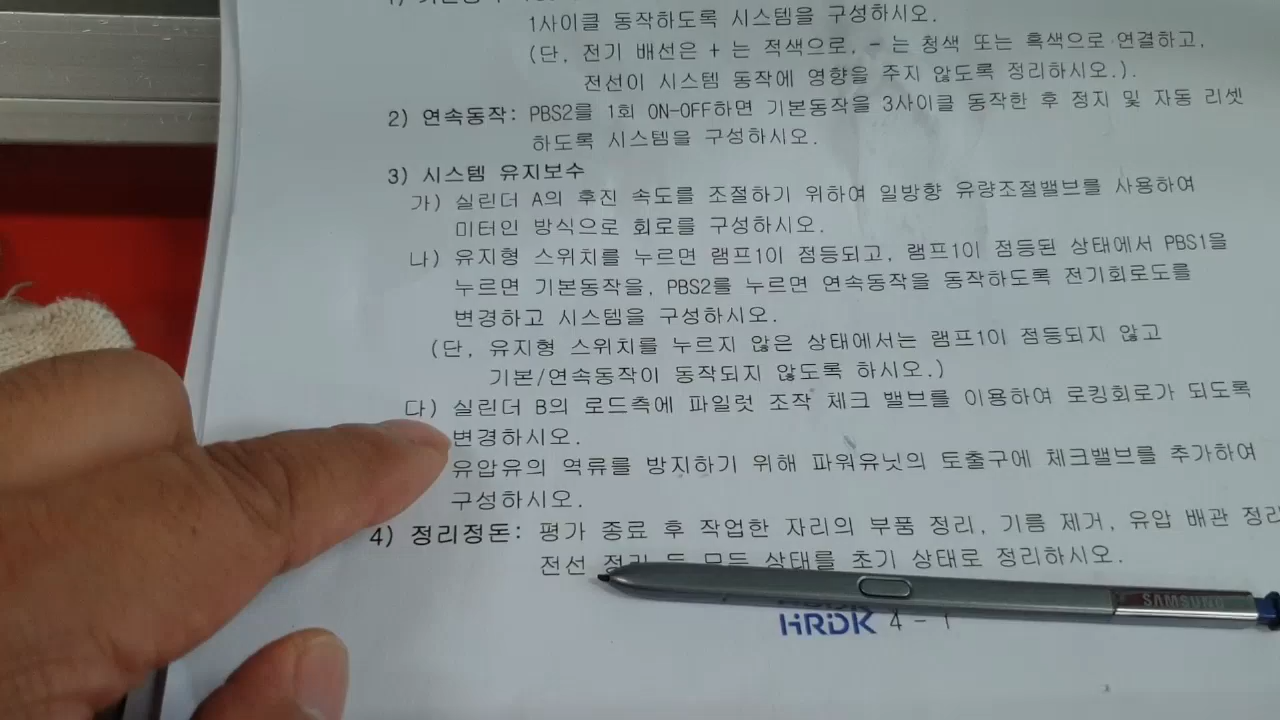 1사이클 동작하도록 시스템을 구성하시오.
(단, 전기 배선은 + 는 적색으로, - 는 청색 또는 흑색으로 연결하고,
전선이 시스템 동작에 영향을 주지 않도록 정리하시오.).
2) 연속동작: PBS2를 1회 ON-OFF하면 기본동작을 3사이클 동작한 후 정지 및 자동 리셋
하도록 시스템을 구성하시오.
3) 시스템 유지보수
가) 실린더 A의 후진 속도를 조절하기 위하여 일방향 유량조절밸브를 사용하여
미터인 방식으로 회로를 구성하시오.
나) 유지형 스위치를 누르면 램프1이 점등되고, 램프1이 점등된 상태에서 PBS1을
누르면 기본동작을, PBS2를 누르면 연속동작을 동작하도록 전기회로도를
변경하고 시스템을 구성하시오.
(단, 유지형 스위치를 누르지 않은 상태에서는 램프1이 점등되지 않고
기본/연속동작이 동작되지 않도록 하시오.)
다) 실린더 B의 로드측에 파일럿 조작 체크 밸브를 이용하여 로킹회로가 되도록
변경하시오.
유압유의 역류를 방지하기 위해 파워유닛의 토출구에 체크밸브를 추가하여
구성하시오.
4) 정리정돈: 평가 종료 후 작업한 자리의 부품 정리, 기름 제거, 유압 배관 정리
전선 정리 등 모든 상태를 초기 상태로 정리하시오.
SAMSUNG
HRDK 4 - 1